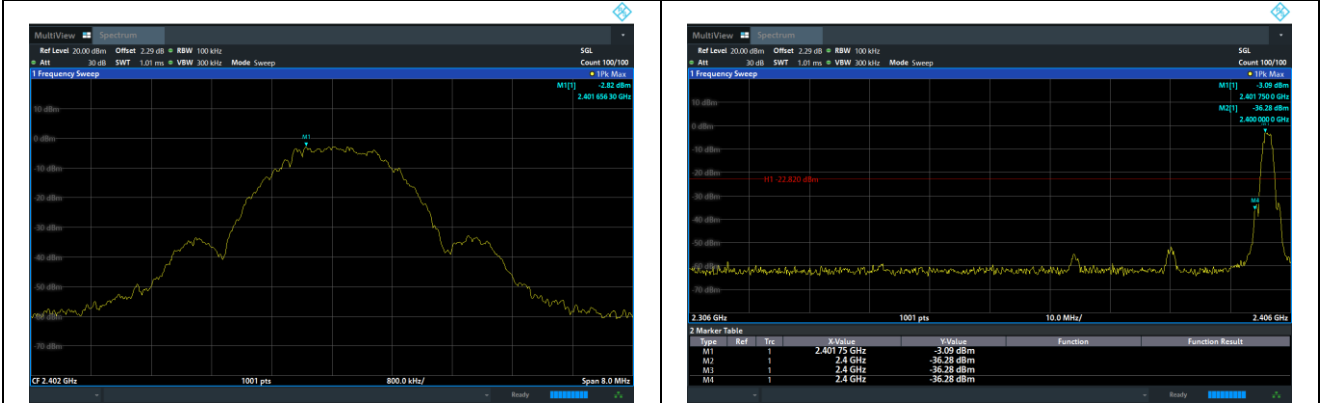 MultiView Spectrum
Ref Level 20.00 dBm Offset 2.29 dB RBW 100 kHz SGL
Att 30 dB SWT 1.01 ms VBW 300 kHz Mode Sweep Count 100/100
1 Frequency Sweep 1Pk Max
M1[1] -2.82 dBm
2.401 656 30 GHz
10 dBm
M1
0 dBm
-10 dBm
-20 dBm
-30 dBm
-40 dBm
-50 dBm
-60 dBm
-70 dBm
CF 2.402 GHz 1001 pts 800.0 kHz/ Span 8.0 MHz
Ready
MultiView Spectrum
Ref Level 20.00 dBm Offset 2.29 dB RBW 100 kHz SGL
Att 30 dB SWT 1.01 ms VBW 300 kHz Mode Sweep Count 100/100
1 Frequency Sweep 1Pk Max
M1[1] -3.09 dBm
2.401 750 0 GHz
10 dBm
M2[1] -36.28 dBm
2.400 000 0 GHz
0 dBm
-10 dBm
-20 dBm
H1 -22.820 dBm
-30 dBm
M4
-40 dBm
-50 dBm
-70 dBm
2.306 GHz 1001 pts 10.0 MHz/ 2.406 GHz
2 Marker Table
Type Ref Trc X-Value Y-Value Function Function Result
M1 1 2.401 75 GHz -3.09 dBm
M2 1 2.4 GHz -36.28 dBm
M3 1 2.4 GHz -36.28 dBm
M4 1 2.4 GHz -36.28 dBm
Ready